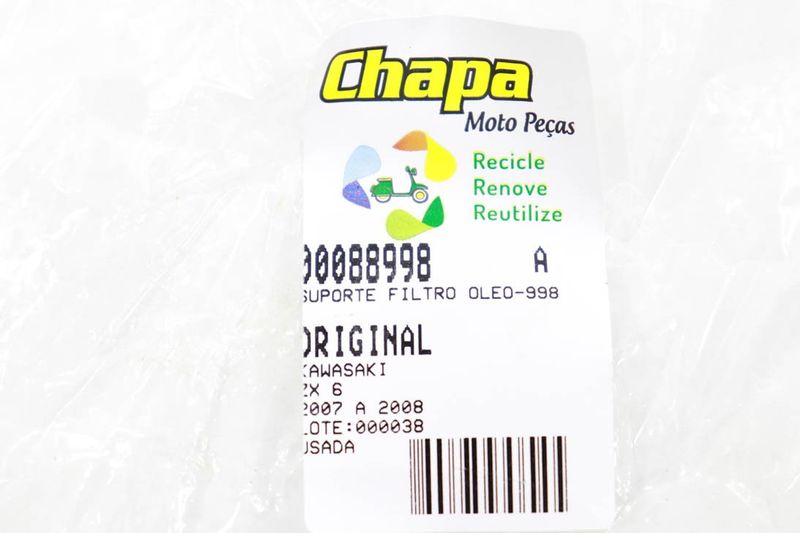 Chapa
Moto Peças
Recicle
Renove
Reutilize
00088998 A
SUPORTE FILTRO OLEO-998
ORIGINAL
KAWASAKI
ZX 6
2007 A 2008
LOTE:000038
USADA